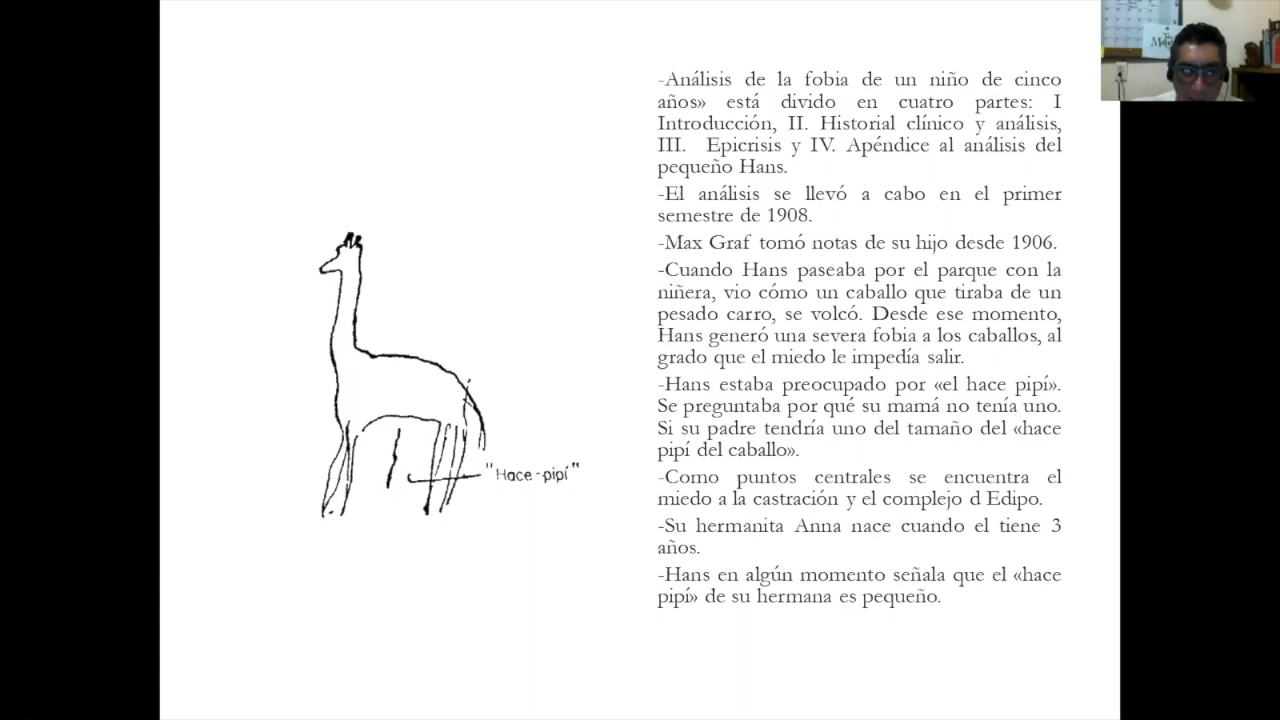 -Análisis de la fobia de un niño de cinco
años» está divido en cuatro partes: I
Introducción, II. Historial clínico y análisis,
III. Epicrisis y IV. Apéndice al análisis del
pequeño Hans.
-El análisis se llevó a cabo en el primer
semestre de 1908.
-Max Graf tomó notas de su hijo desde 1906.
-Cuando Hans paseaba por el parque con la
niñera, vio cómo un caballo que tiraba de un
pesado carro, se volcó. Desde ese momento,
Hans generó una severa fobia a los caballos, al
grado que el miedo le impedía salir.
-Hans estaba preocupado por «el hace pipí».
Se preguntaba por qué su mamá no tenía uno.
Si su padre tendría uno del tamaño del «hace
pipí del caballo».
-Como puntos centrales se encuentra el
miedo a la castración y el complejo d Edipo.
-Su hermanita Anna nace cuando el tiene 3
años.
-Hans en algún momento señala que el «hace
pipí» de su hermana es pequeño.
"Hace-pipí"